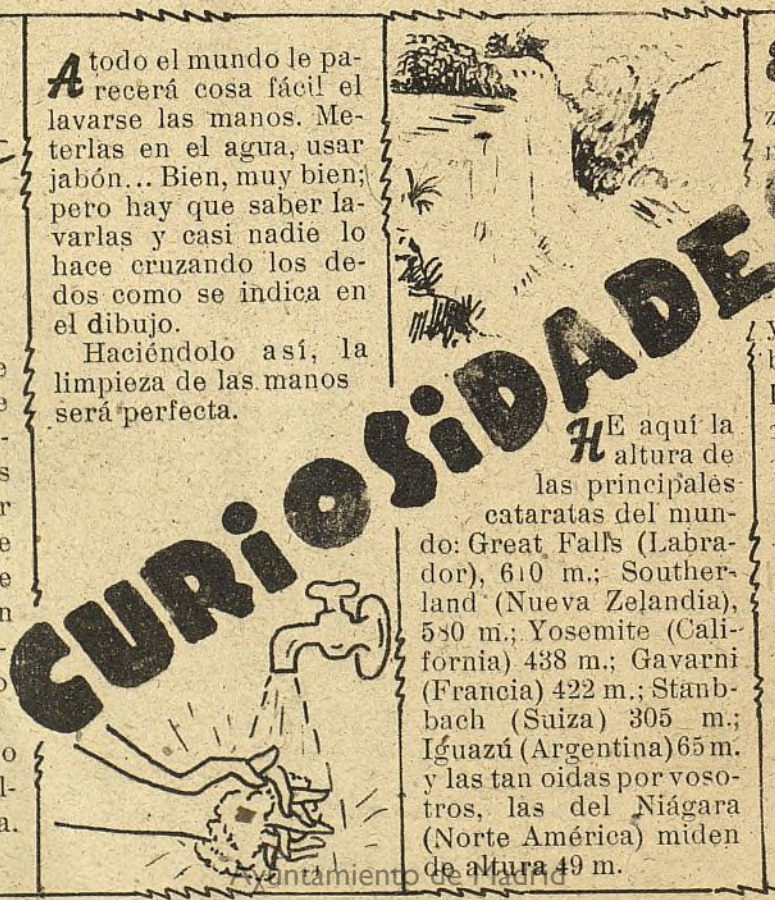 A todo el mundo le pa-
recerá cosa fácil el
lavarse las manos. Me-
terlas en el agua, usar
jabón... Bien, muy bien;
pero hay que saber la-
varlas y casi nadie lo
hace cruzando los de-
dos como se indica en
el dibujo.
Haciéndolo así, la
limpieza de las manos
será perfecta.
CURiOSiDADE
HE aquí la
altura de
las principales
cataratas del mun-
do: Great Falls (Labra-
dor), 610 m.; Souther-
land (Nueva Zelandia),
580 m.; Yosemite (Cali-
fornia) 438 m.; Gavarni
(Francia) 422 m.; Stanb-
bach (Suiza) 305 m.;
Iguazú (Argentina) 65 m.
y las tan oidas por voso-
tros, las del Niágara
(Norte América) miden
de altura 49 m.
Ayuntamiento de Madrid